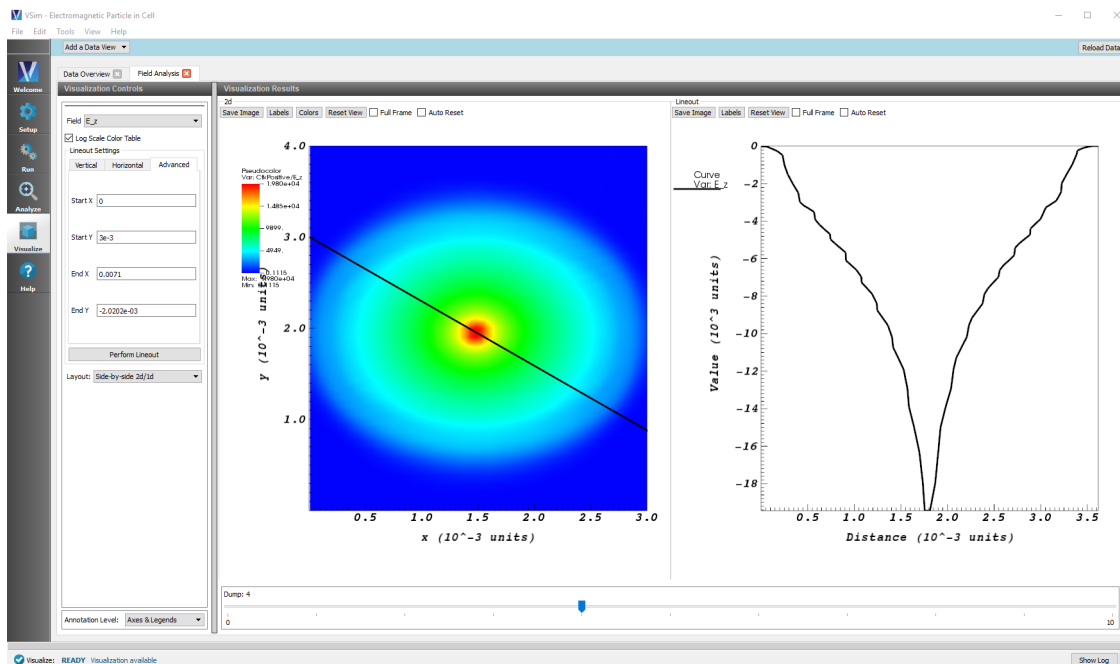 VSim - Electromagnetic Particle in Cell
File Edit Tools View Help
Add a Data View
Reload Data
Welcome
Setup
Run
Analyze
Visualize
Help
Data Overview
Field Analysis
Visualization Controls
Field E_z
Log Scale Color Table
Lineout Settings
Vertical Horizontal Advanced
Start X 0
Start Y 3e-3
End X 0.0071
End Y -2.0202e-03
Perform Lineout
Layout: Side-by-side 2d/1d
Annotation Level: Axes & Legends
Visualization Results
2d
Save Image Labels Colors Reset View Full Frame Auto Reset
Pseudocolor
Var: E_z
1.980e+04
1.485e+04
9899.
4949.
Max:
Min:
4.0
3.0
2.0
1.0
Y (10^-3 units)
0.5 1.0 1.5 2.0 2.5 3.0
x (10^-3 units)
Lineout
Save Image Labels Reset View Full Frame Auto Reset
Curve
Var: E_z
0
-2
-4
-6
-8
-10
-12
-14
-16
-18
Value (10^3 units)
0.5 1.0 1.5 2.0 2.5 3.0 3.5
Distance (10^-3 units)
Dump: 4
0 10
Visualize: READY Visualization available
Show Log